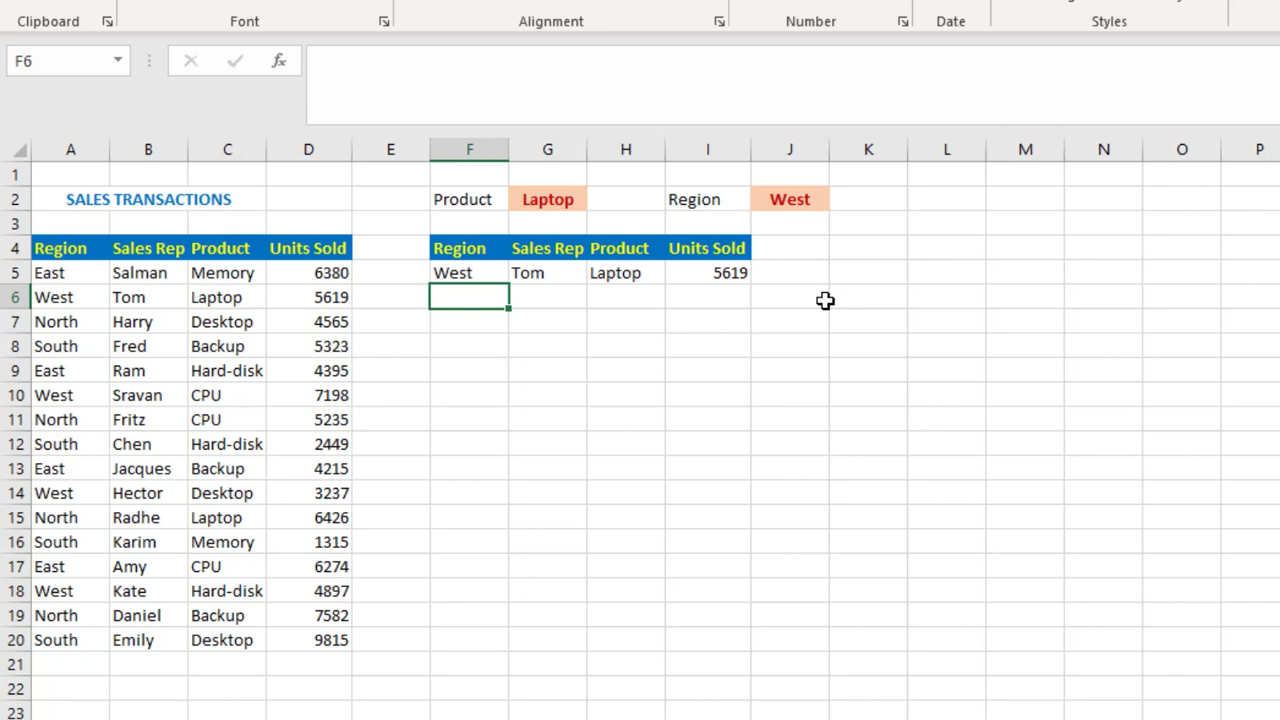 Clipboard Font Alignment Number Date Styles
F6 fx
A B C D E F G H I J K L M N O P
1
2 SALES TRANSACTIONS Product Laptop Region West
3
4 Region Sales Rep Product Units Sold Region Sales Rep Product Units Sold
5 East Salman Memory 6380 West Tom Laptop 5619
6 West Tom Laptop 5619
7 North Harry Desktop 4565
8 South Fred Backup 5323
9 East Ram Hard-disk 4395
10 West Sravan CPU 7198
11 North Fritz CPU 5235
12 South Chen Hard-disk 2449
13 East Jacques Backup 4215
14 West Hector Desktop 3237
15 North Radhe Laptop 6426
16 South Karim Memory 1315
17 East Amy CPU 6274
18 West Kate Hard-disk 4897
19 North Daniel Backup 7582
20 South Emily Desktop 9815
21
22
23